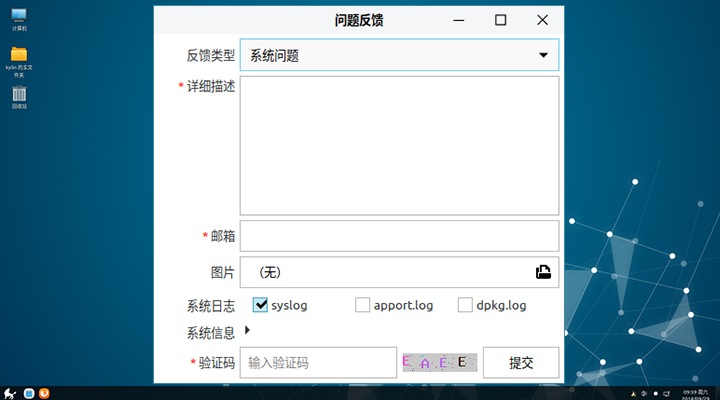 计算机
kylin 的主文
件夹
回收站
问题反馈
反馈类型 系统问题
* 详细描述
* 邮箱
图片 （无）
系统日志 syslog apport.log dpkg.log
系统信息
* 验证码 输入验证码 E A E E 提交
09:59 周六
2018/09/29